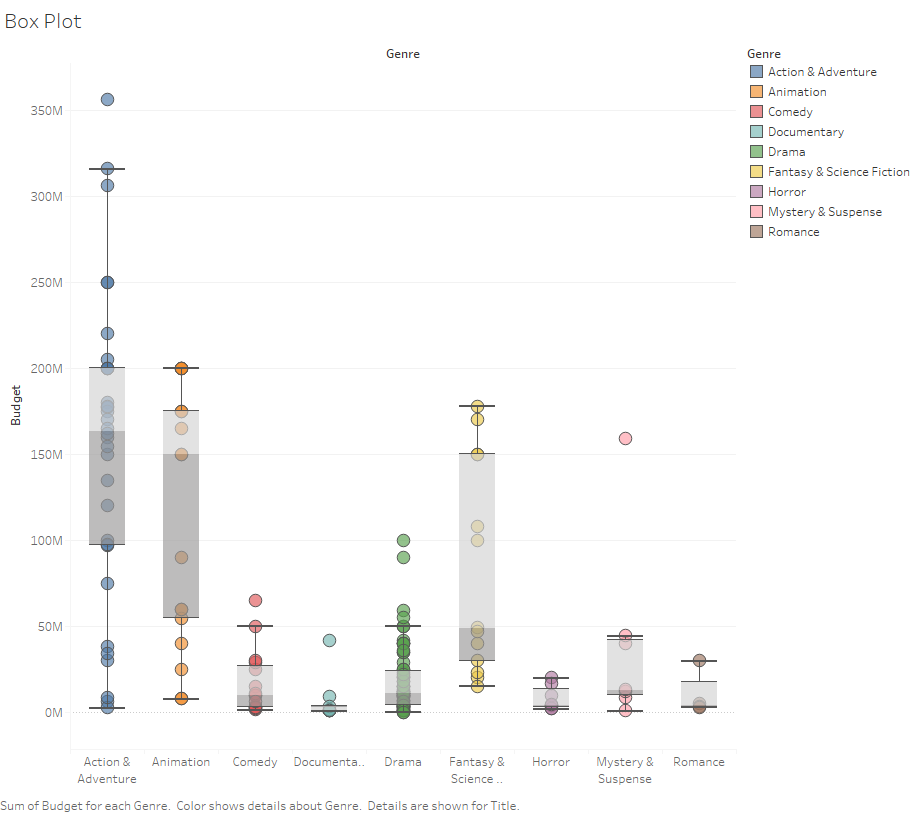 Box Plot
Genre
350M
300M
250M
200M
150M
100M
50M
0M
Budget
Action &
Adventure
Animation
Comedy
Documenta..
Drama
Fantasy &
Science ..
Horror
Mystery &
Suspense
Romance
Genre
Action & Adventure
Animation
Comedy
Documentary
Drama
Fantasy & Science Fiction
Horror
Mystery & Suspense
Romance
Sum of Budget for each Genre. Color shows details about Genre. Details are shown for Title.